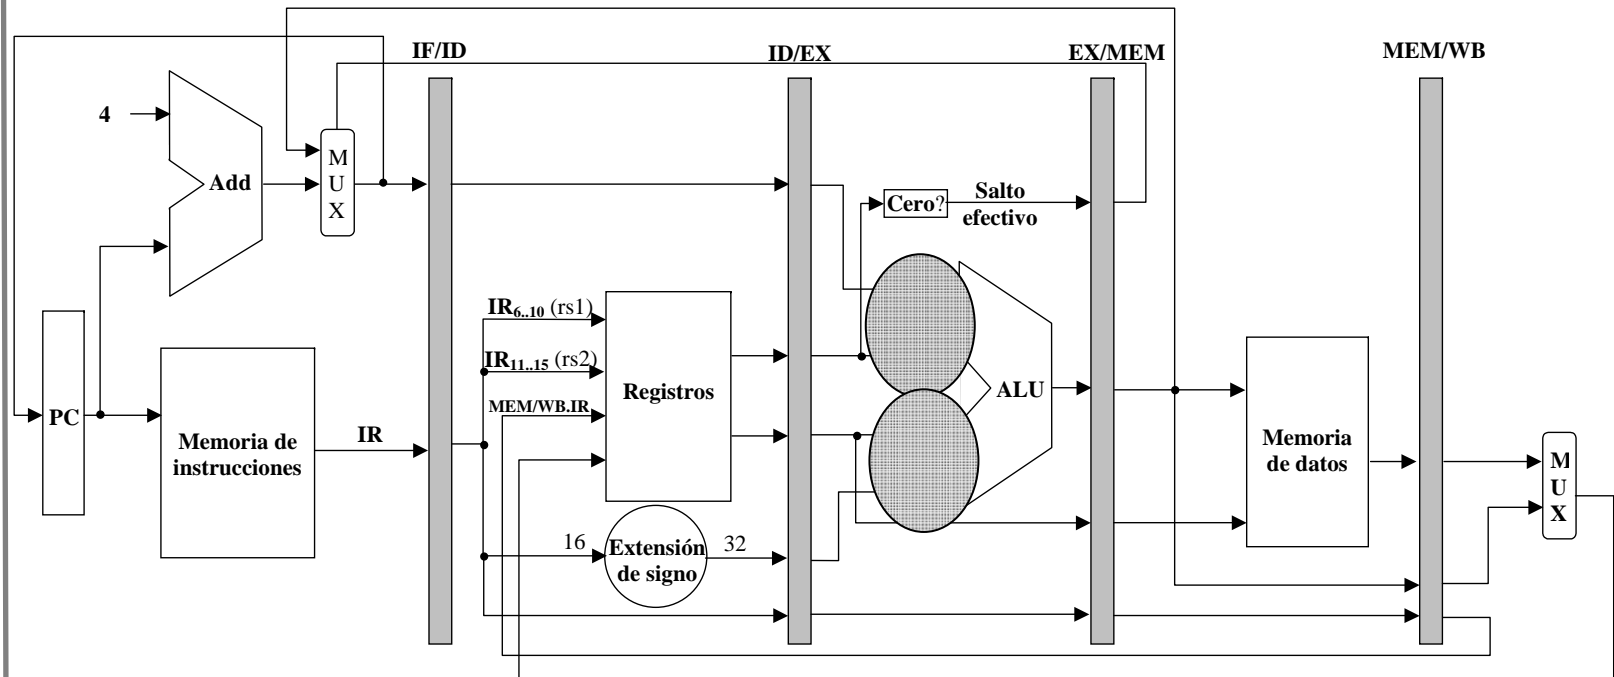 IF/ID
ID/EX
EX/MEM
MEM/WB
4
Add
M
U
X
Cero?
Salto
efectivo
IR6..10 (rs1)
IR11..15 (rs2)
MEM/WB.IR
Registros
ALU
PC
Memoria de
instrucciones
IR
Memoria
de datos
M
U
X
16
Extensión
de signo
32